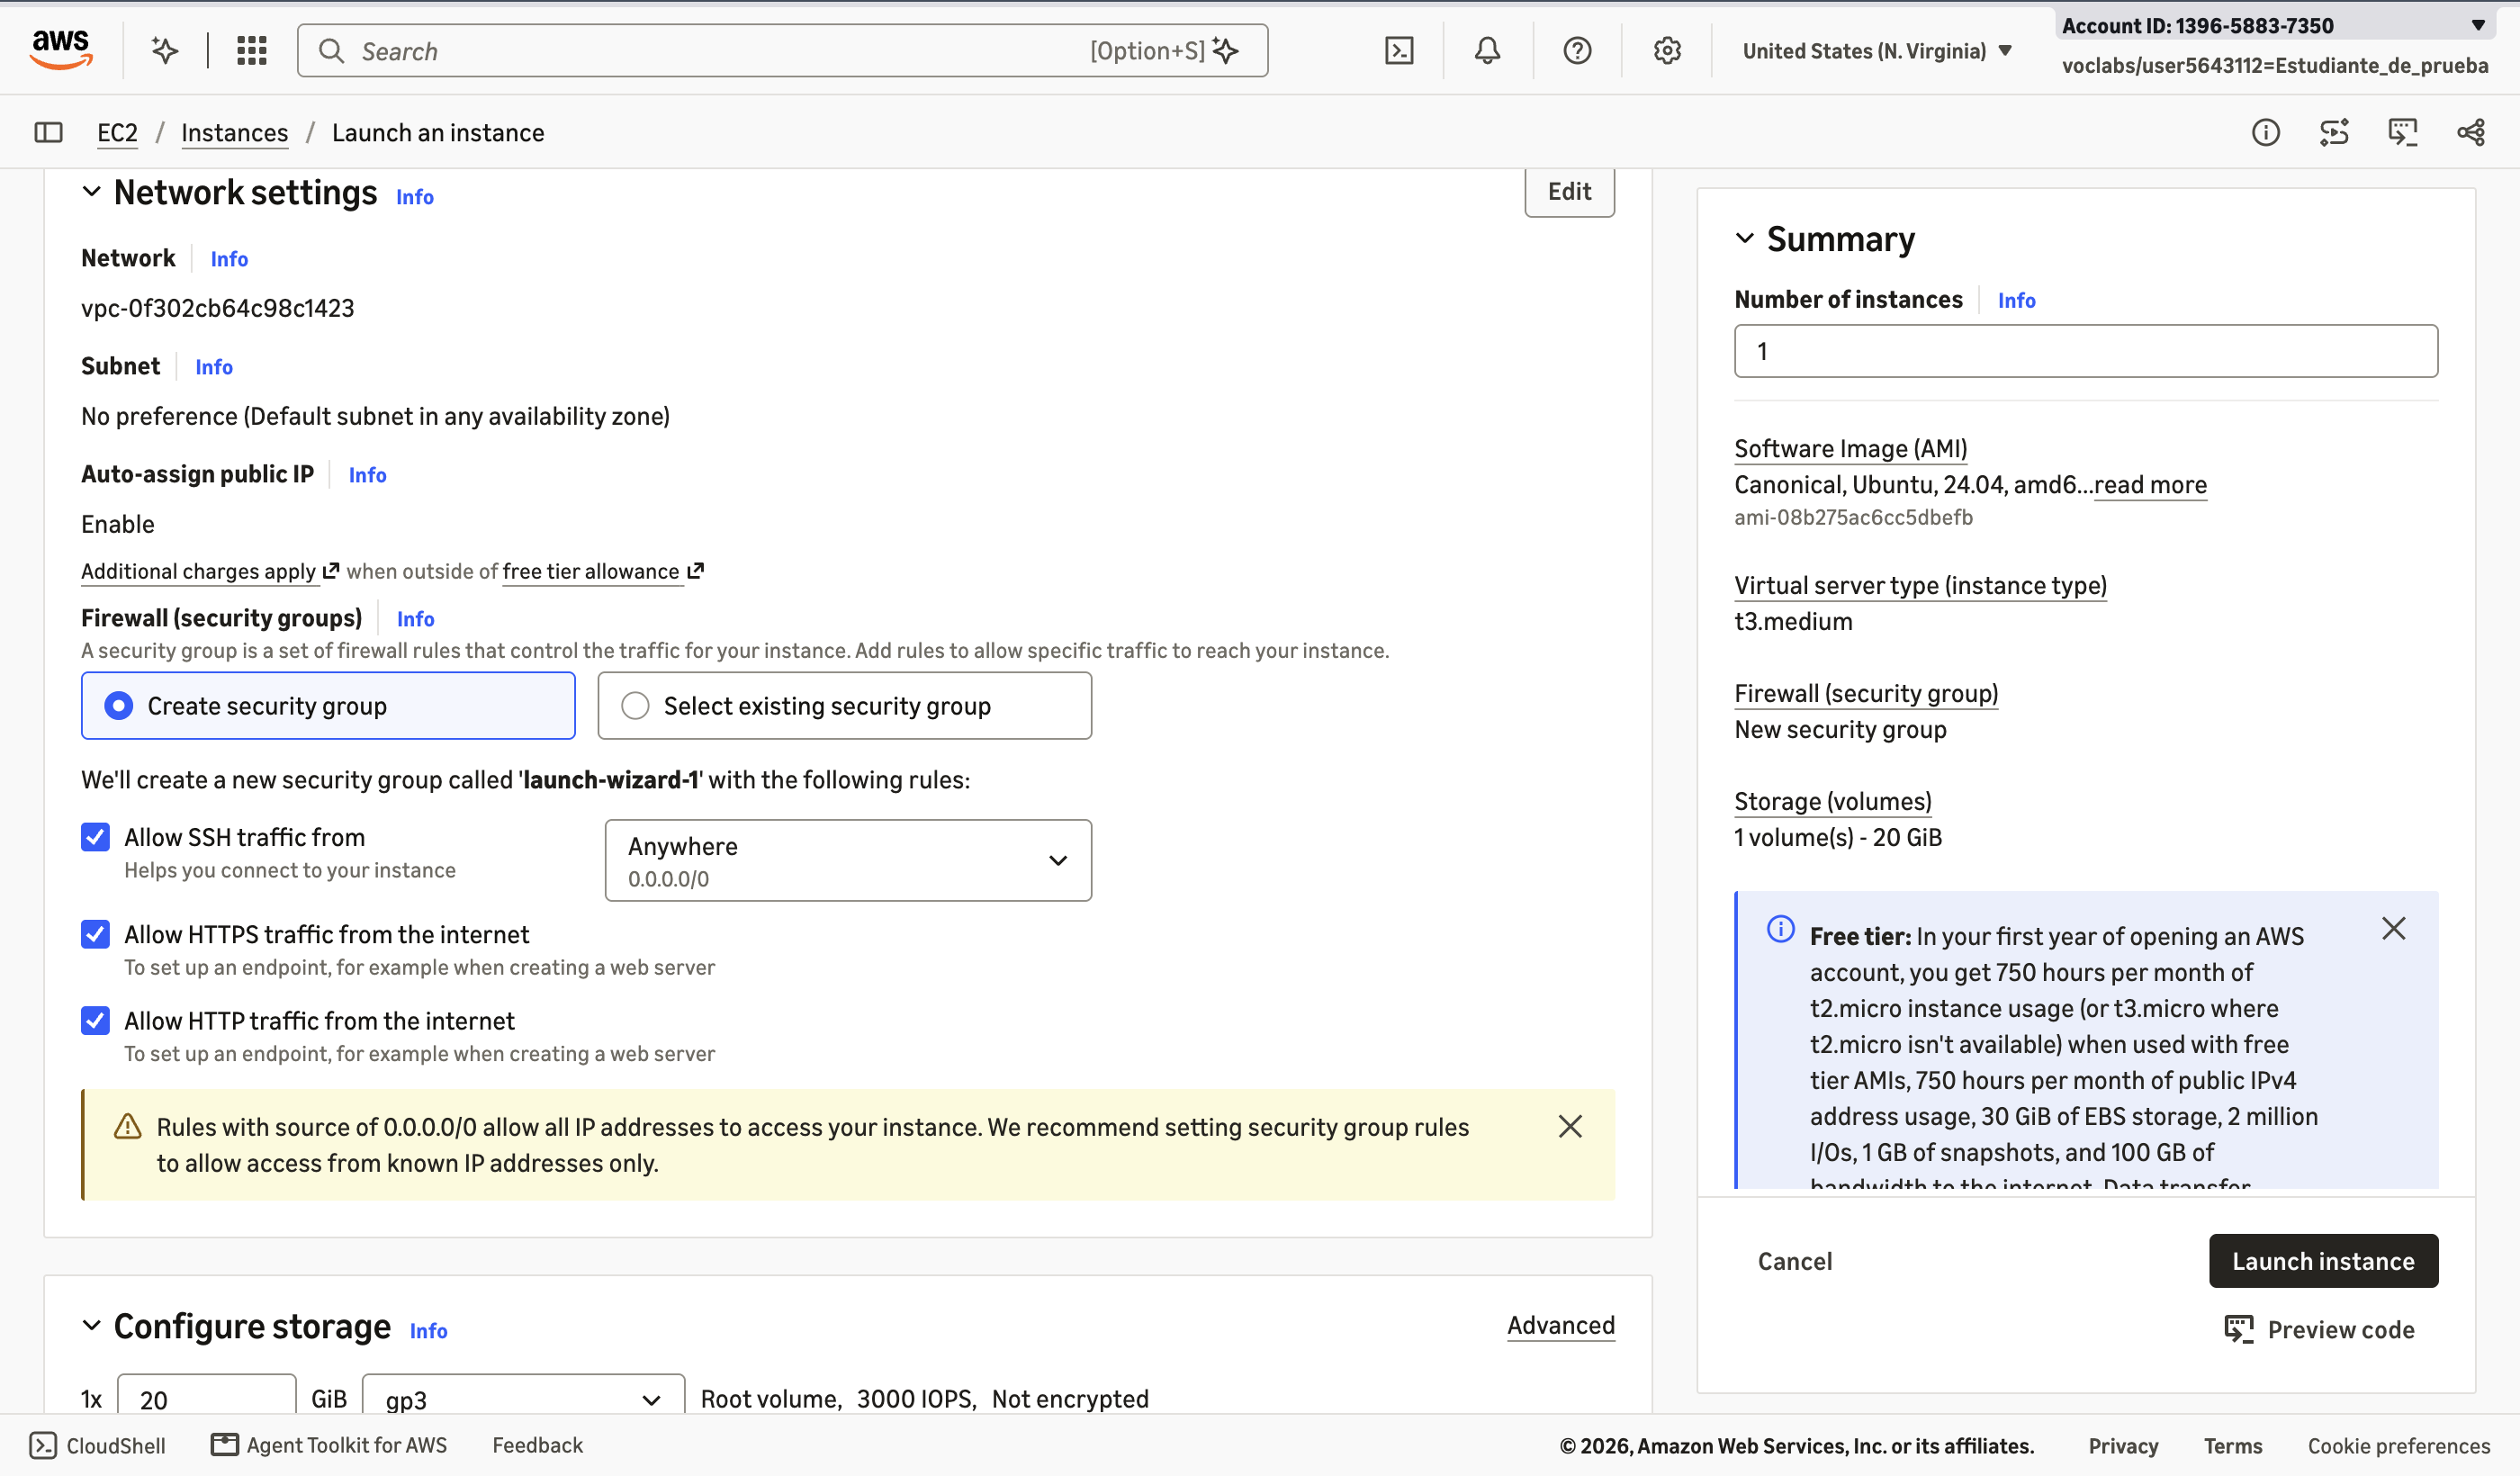 aws
Search
[Option+S]
United States (N. Virginia)
Account ID: 1396-5883-7350
voclabs/user5643112=Estudiante_de_prueba
EC2 / Instances / Launch an instance
Network settings Info
Edit
Network Info
vpc-0f302cb64c98c1423
Subnet Info
No preference (Default subnet in any availability zone)
Auto-assign public IP Info
Enable
Additional charges apply when outside of free tier allowance
Firewall (security groups) Info
A security group is a set of firewall rules that control the traffic for your instance. Add rules to allow specific traffic to reach your instance.
Create security group
Select existing security group
We'll create a new security group called 'launch-wizard-1' with the following rules:
Allow SSH traffic from
Helps you connect to your instance
Anywhere
0.0.0.0/0
Allow HTTPS traffic from the internet
To set up an endpoint, for example when creating a web server
Allow HTTP traffic from the internet
To set up an endpoint, for example when creating a web server
Rules with source of 0.0.0.0/0 allow all IP addresses to access your instance. We recommend setting security group rules
to allow access from known IP addresses only.
Configure storage Info
Advanced
1x 20 GiB gp3 Root volume, 3000 IOPS, Not encrypted
Summary
Number of instances Info
1
Software Image (AMI)
Canonical, Ubuntu, 24.04, amd6...read more
ami-08b275ac6cc5dbefb
Virtual server type (instance type)
t3.medium
Firewall (security group)
New security group
Storage (volumes)
1 volume(s) - 20 GiB
Free tier: In your first year of opening an AWS
account, you get 750 hours per month of
t2.micro instance usage (or t3.micro where
t2.micro isn't available) when used with free
tier AMIs, 750 hours per month of public IPv4
address usage, 30 GiB of EBS storage, 2 million
I/Os, 1 GB of snapshots, and 100 GB of
bandwidth to the internet. Data transfer
Cancel
Launch instance
Preview code
CloudShell
Agent Toolkit for AWS
Feedback
© 2026, Amazon Web Services, Inc. or its affiliates.
Privacy
Terms
Cookie preferences